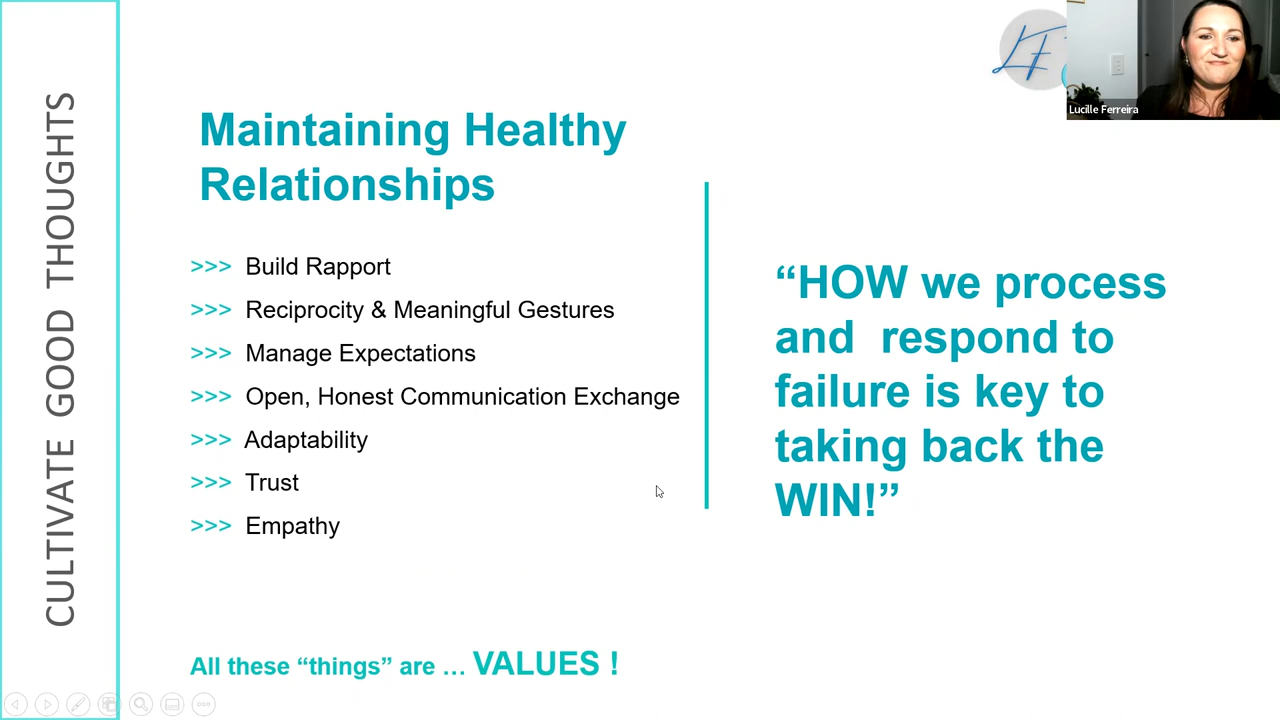 CULTIVATE GOOD THOUGHTS
LF
Lucille Ferreira
Maintaining Healthy
Relationships
>>> Build Rapport
>>> Reciprocity & Meaningful Gestures
>>> Manage Expectations
>>> Open, Honest Communication Exchange
>>> Adaptability
>>> Trust
>>> Empathy
“HOW we process
and respond to
failure is key to
taking back the
WIN!”
All these “things” are … VALUES !